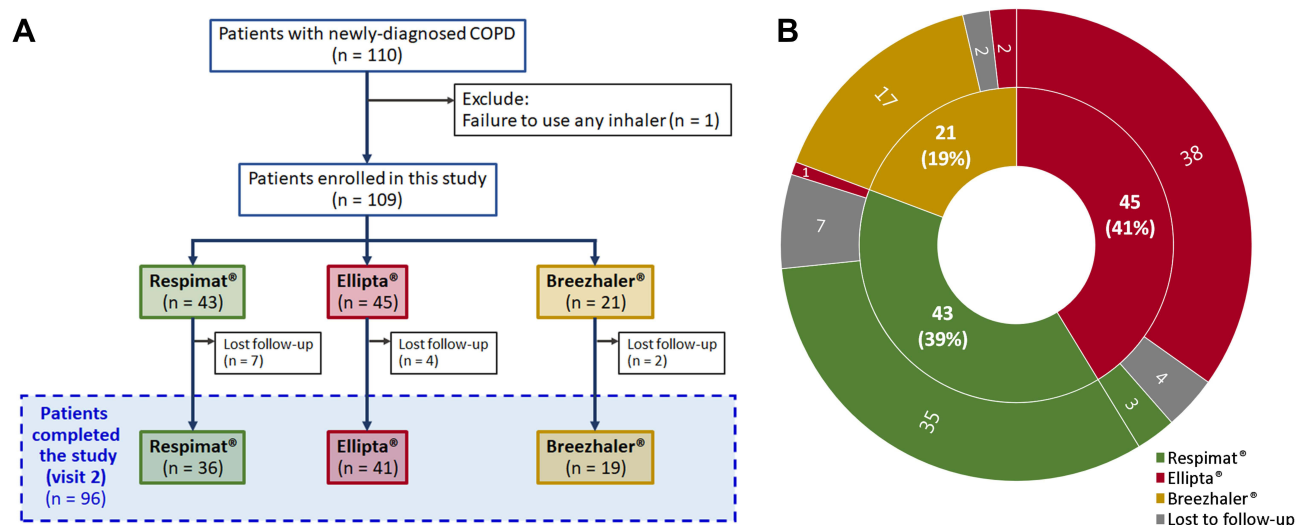 A
Patients with newly-diagnosed COPD
(n = 110)
Exclude:
Failure to use any inhaler (n = 1)
Patients enrolled in this study
(n = 109)
Respimat®
(n = 43)
Ellipta®
(n = 45)
Breezhaler®
(n = 21)
Lost follow-up
(n = 7)
Lost follow-up
(n = 4)
Lost follow-up
(n = 2)
Patients
completed
the study
(visit 2)
(n = 96)
Respimat®
(n = 36)
Ellipta®
(n = 41)
Breezhaler®
(n = 19)
B
2
2
17
21
(19%)
38
1
45
(41%)
7
43
(39%)
4
3
35
Respimat®
Ellipta®
Breezhaler®
Lost to follow-up